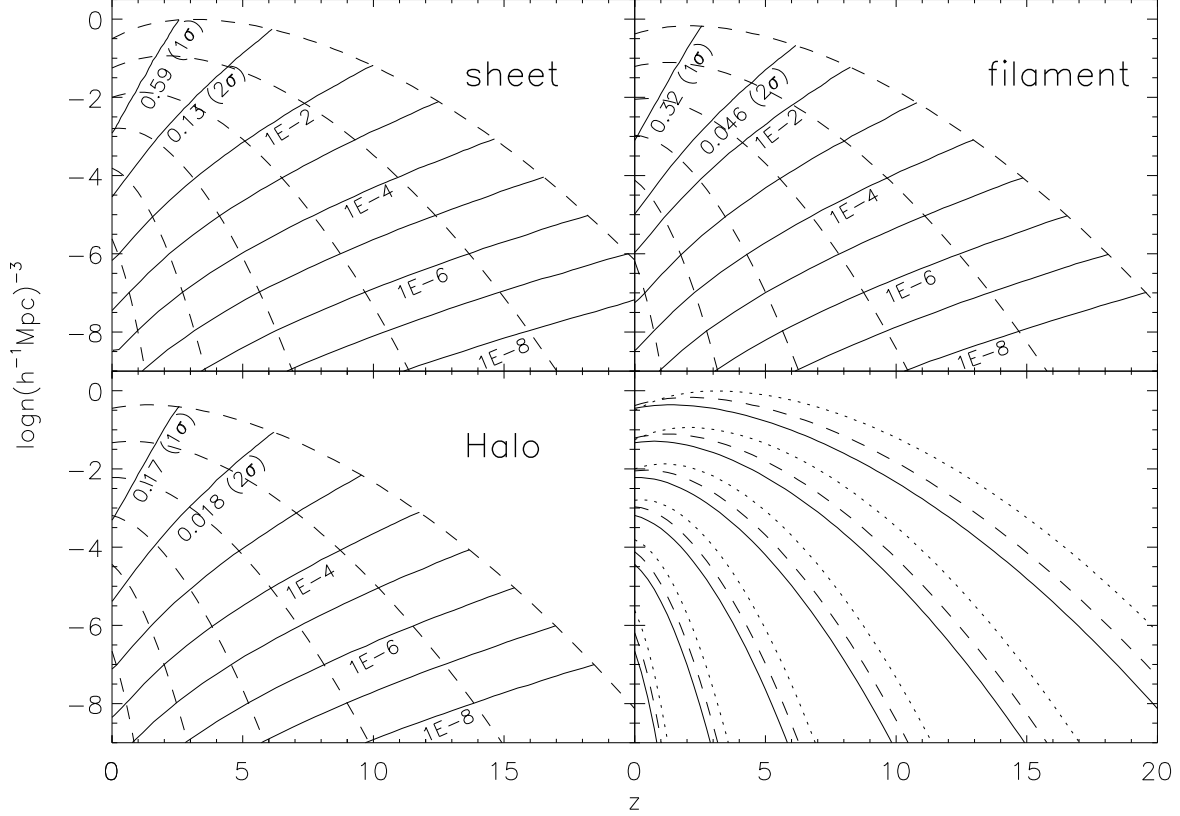 0
−2
−4
−6
−8
0.59 (1σ)
0.13 (2σ)
1E−2
1E−4
1E−6
1E−8
sheet
0.32 (1σ)
0.046 (2σ)
1E−2
1E−4
1E−6
1E−8
filament
logn(h⁻¹Mpc)⁻³
0
−2
−4
−6
−8
0.117 (1σ)
0.018 (2σ)
1E−4
1E−6
1E−8
Halo
0 5 10 15 0 5 10 15 20
z